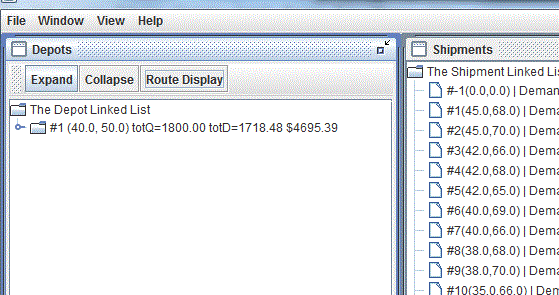 File Window View Help
Depots
Expand Collapse Route Display
The Depot Linked List
#1 (40.0, 50.0) totQ=1800.00 totD=1718.48 $4695.39
Shipments
The Shipment Linked Lis
#-1(0.0,0.0) | Deman
#1(45.0,68.0) | Dema
#2(45.0,70.0) | Dema
#3(42.0,66.0) | Dema
#4(42.0,68.0) | Dema
#5(42.0,65.0) | Dema
#6(40.0,69.0) | Dema
#7(40.0,66.0) | Dema
#8(38.0,68.0) | Dema
#9(38.0,70.0) | Dema
#10(35.0,66.0) | Dema